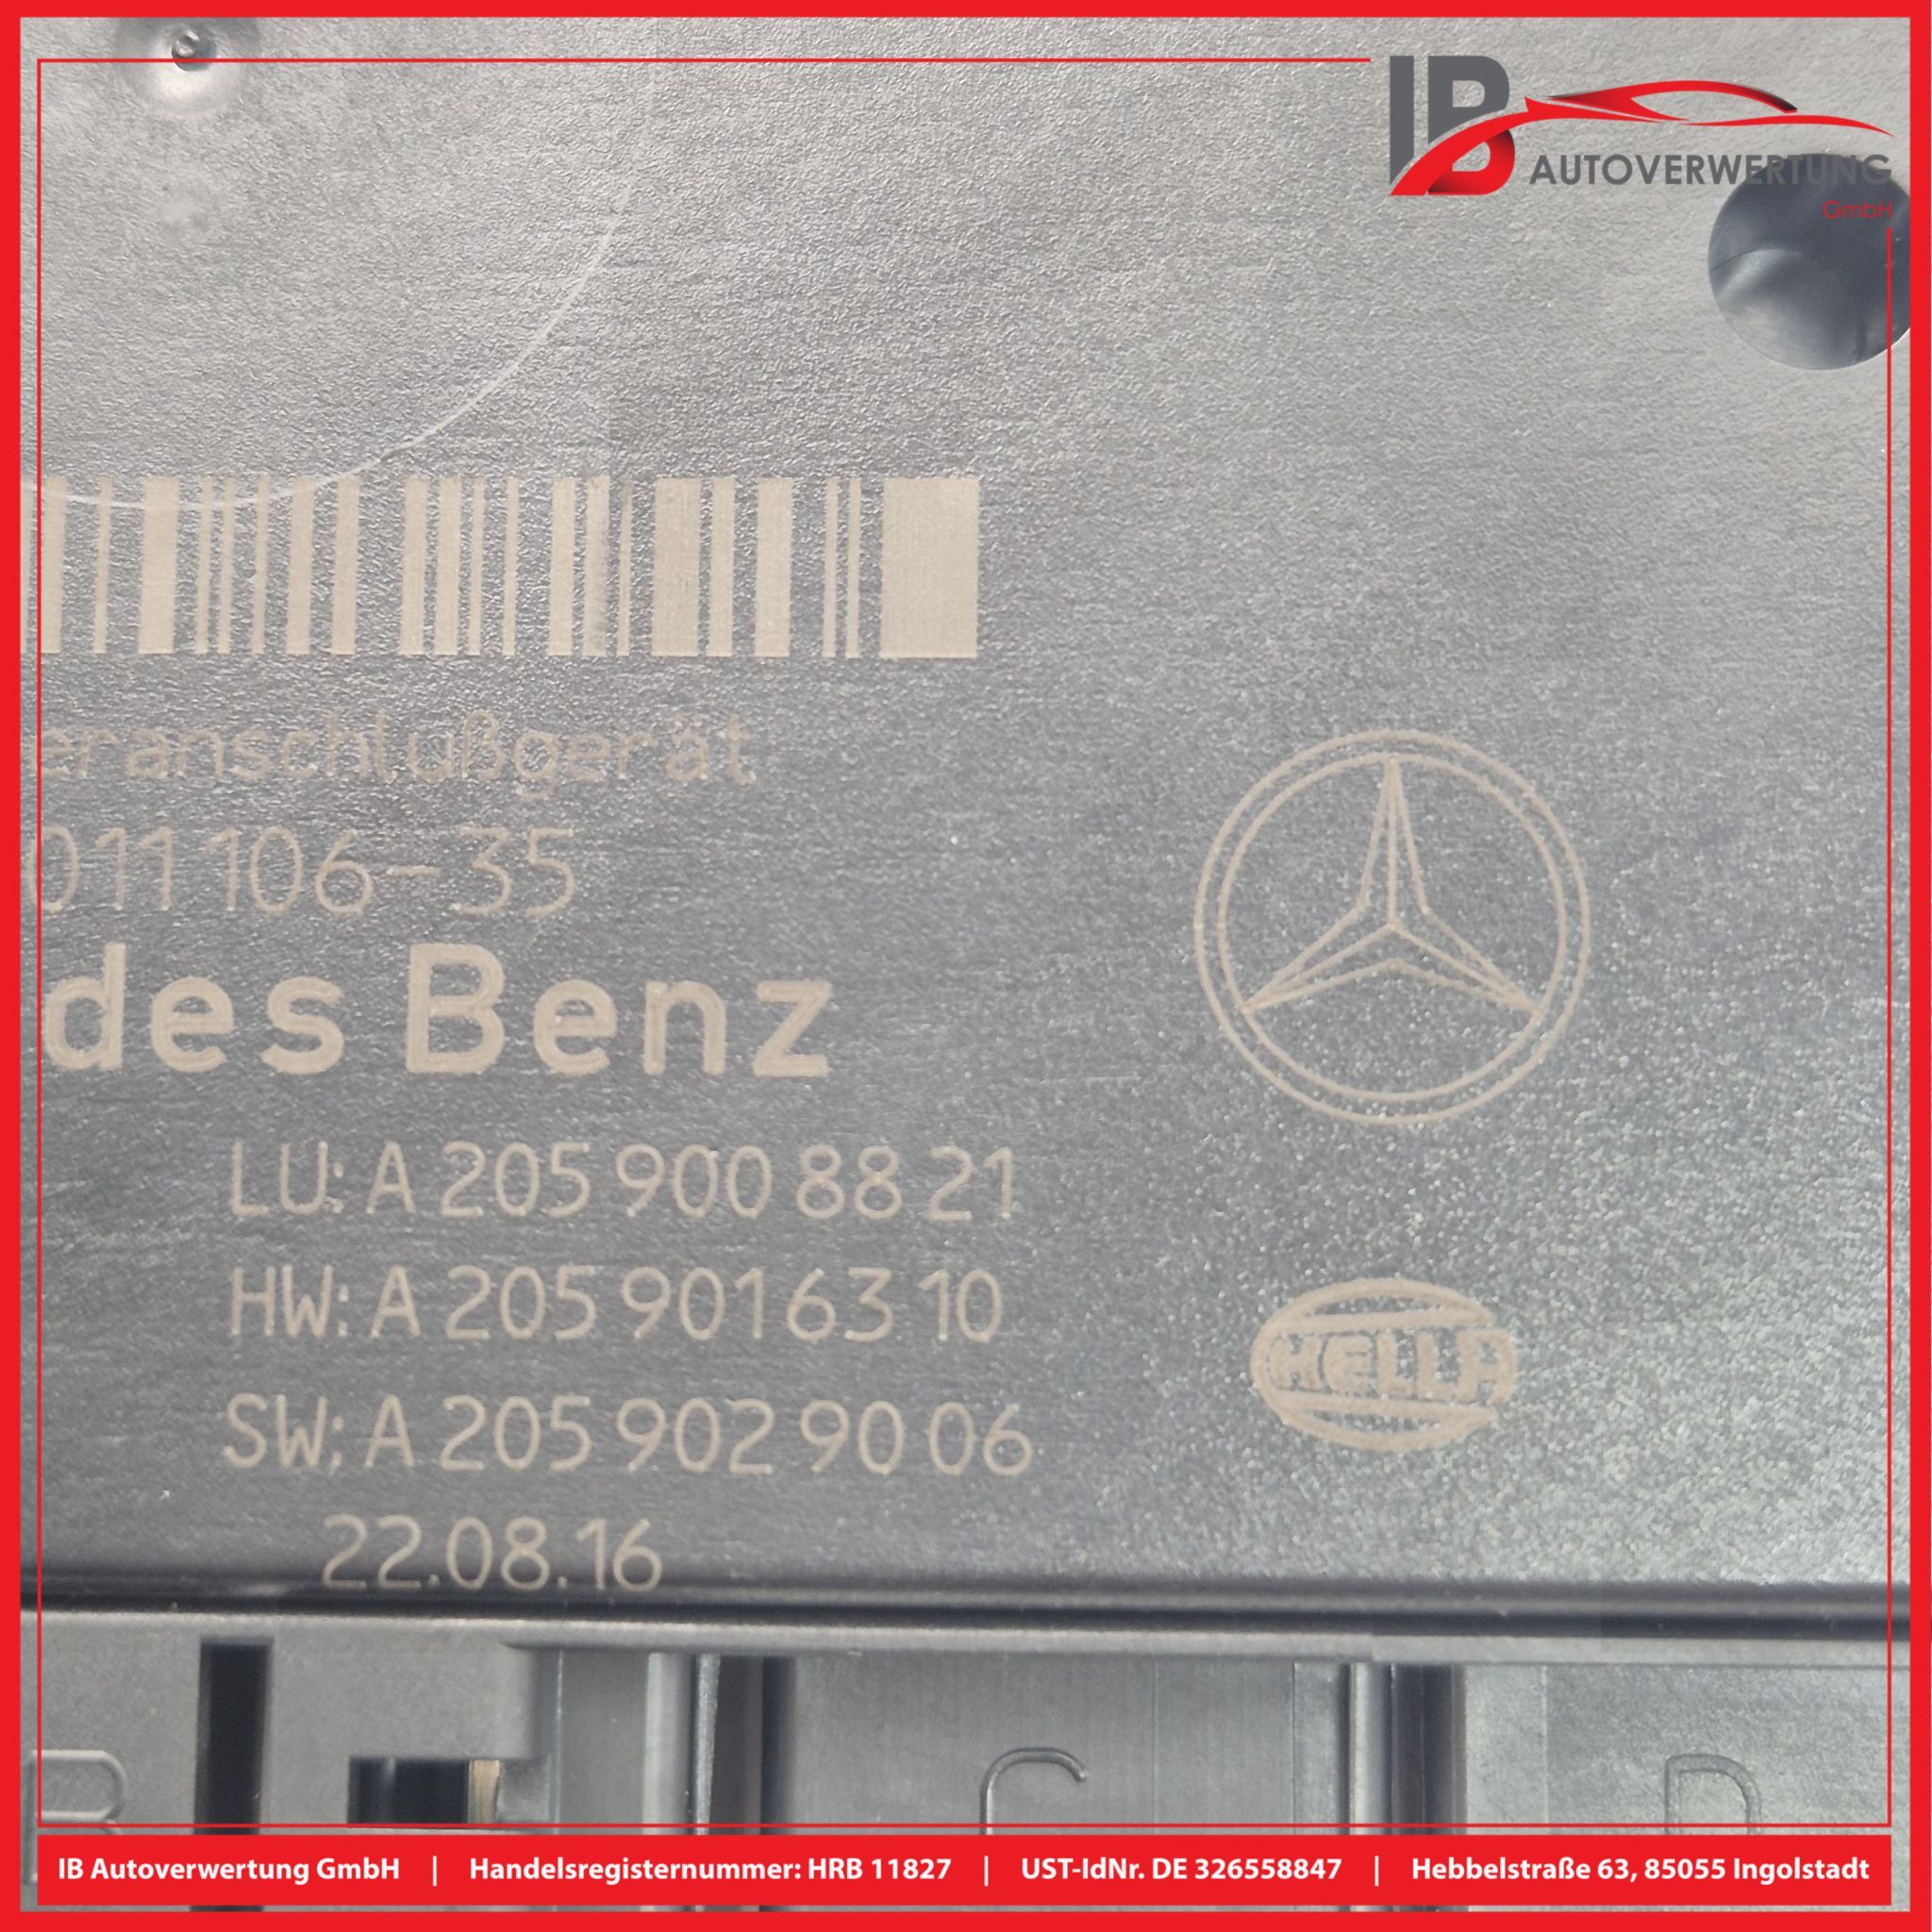 IB
AUTOVERWERTUNG
GmbH
eranschlußgerät
011 106-35
des Benz
LU: A 205 900 88 21
HW: A 205 901 63 10
HELLA
SW: A 205 902 90 06
22.08.16
B C D
IB Autoverwertung GmbH | Handelsregisternummer: HRB 11827 | UST-IdNr. DE 326558847 | Hebbelstraße 63, 85055 Ingolstadt